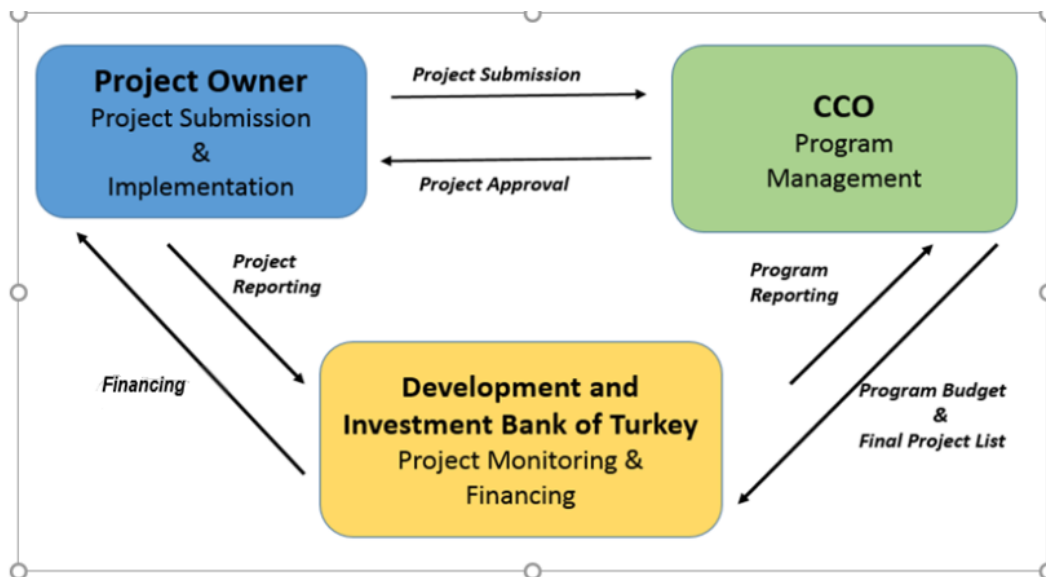 Project Owner
Project Submission
&
Implementation
Project Submission
Project Approval
CCO
Program
Management
Project
Reporting
Program
Reporting
Financing
Development and
Investment Bank of Turkey
Project Monitoring &
Financing
Program Budget
&
Final Project List